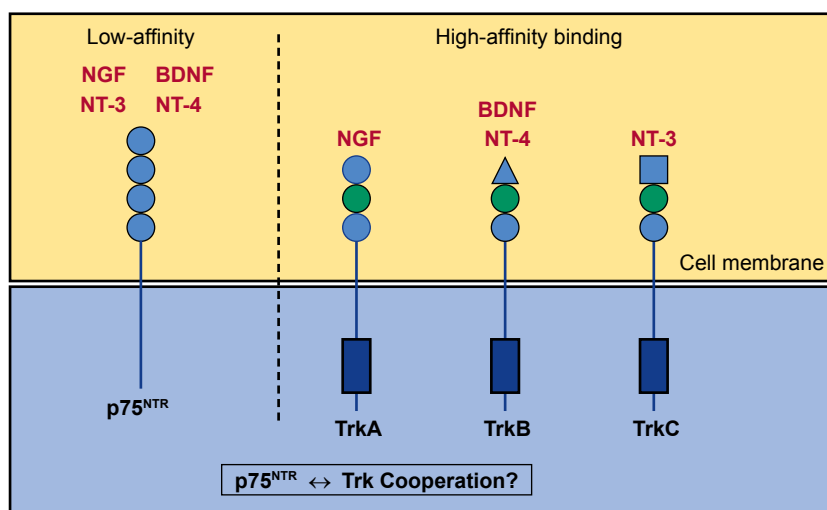 Low-affinity
High-affinity binding
NGF BDNF
NT-3 NT-4
NGF
BDNF
NT-4
NT-3
Cell membrane
p75NTR
TrkA
TrkB
TrkC
p75NTR ↔ Trk Cooperation?